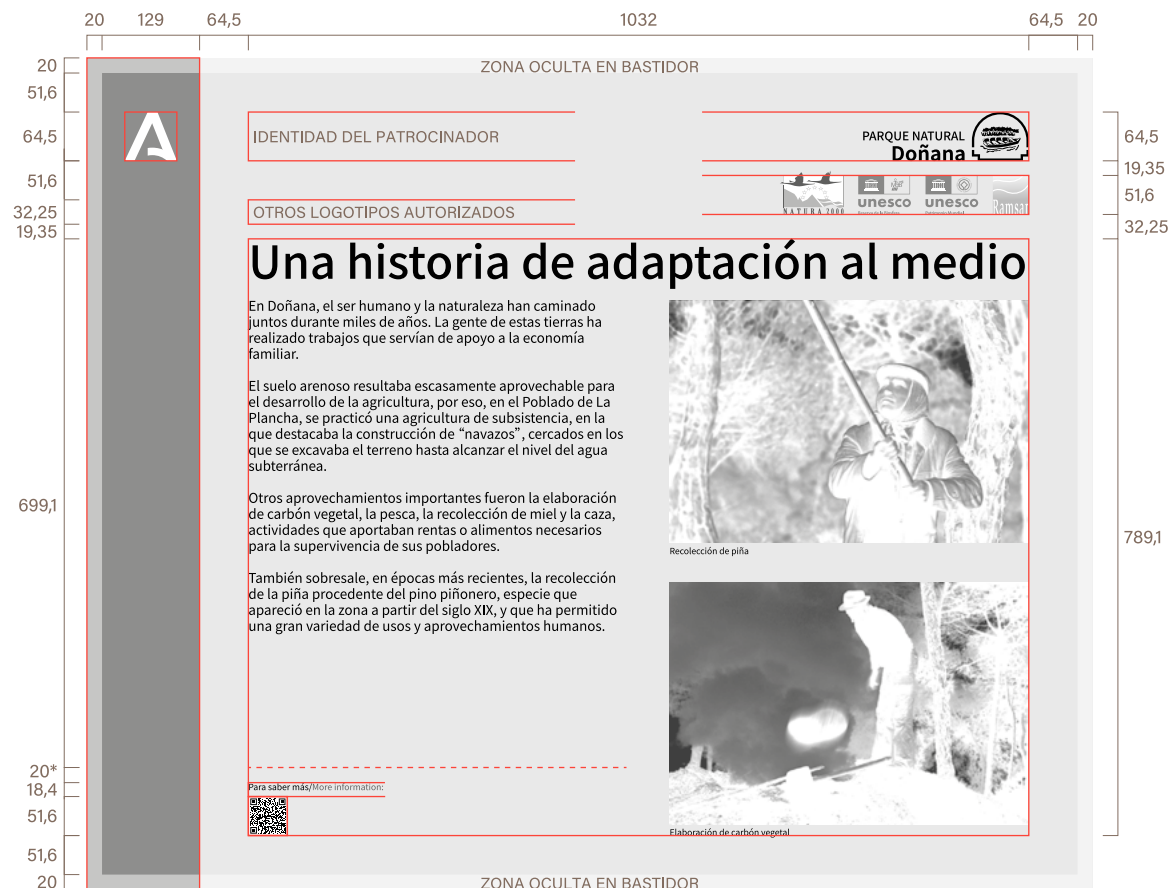 20 129 64,5 1032 64,5 20
20
ZONA OCULTA EN BASTIDOR
51,6
64,5
IDENTIDAD DEL PATROCINADOR
PARQUE NATURAL
Doñana
64,5
19,35
51,6
51,6
NATURA 2000
unesco
unesco
Ramsar
32,25
OTROS LOGOTIPOS AUTORIZADOS
32,25
19,35
Una historia de adaptación al medio
En Doñana, el ser humano y la naturaleza han caminado
juntos durante miles de años. La gente de estas tierras ha
realizado trabajos que servían de apoyo a la economía
familiar.
El suelo arenoso resultaba escasamente aprovechable para
el desarrollo de la agricultura, por eso, en el Poblado de La
Plancha, se practicó una agricultura de subsistencia, en la
que destacaba la construcción de “navazos”, cercados en los
que se excavaba el terreno hasta alcanzar el nivel del agua
subterránea.
Otros aprovechamientos importantes fueron la elaboración
de carbón vegetal, la pesca, la recolección de miel y la caza,
actividades que aportaban rentas o alimentos necesarios
para la supervivencia de sus pobladores.
También sobresale, en épocas más recientes, la recolección
de la piña procedente del pino piñonero, especie que
apareció en la zona a partir del siglo XIX, y que ha permitido
una gran variedad de usos y aprovechamientos humanos.
Recolección de piña
699,1
789,1
20*
18,4
Para saber más/More information:
51,6
Elaboración de carbón vegetal
51,6
20
ZONA OCULTA EN BASTIDOR